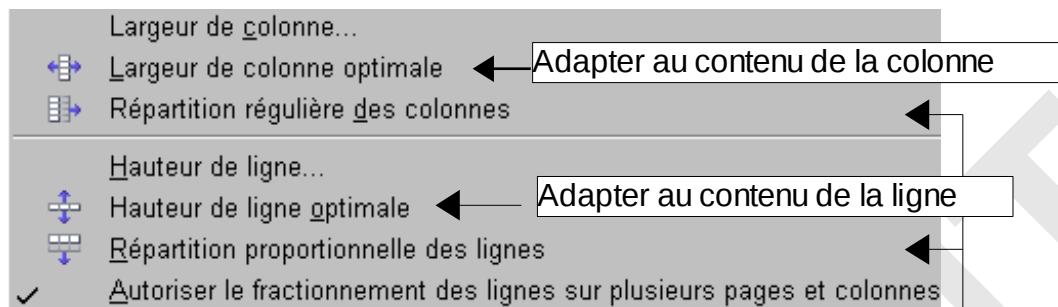 Largeur de colonne...
Largeur de colonne optimale
Adapter au contenu de la colonne
Répartition régulière des colonnes
Hauteur de ligne...
Hauteur de ligne optimale
Adapter au contenu de la ligne
Répartition proportionnelle des lignes
Autoriser le fractionnement des lignes sur plusieurs pages et colonnes